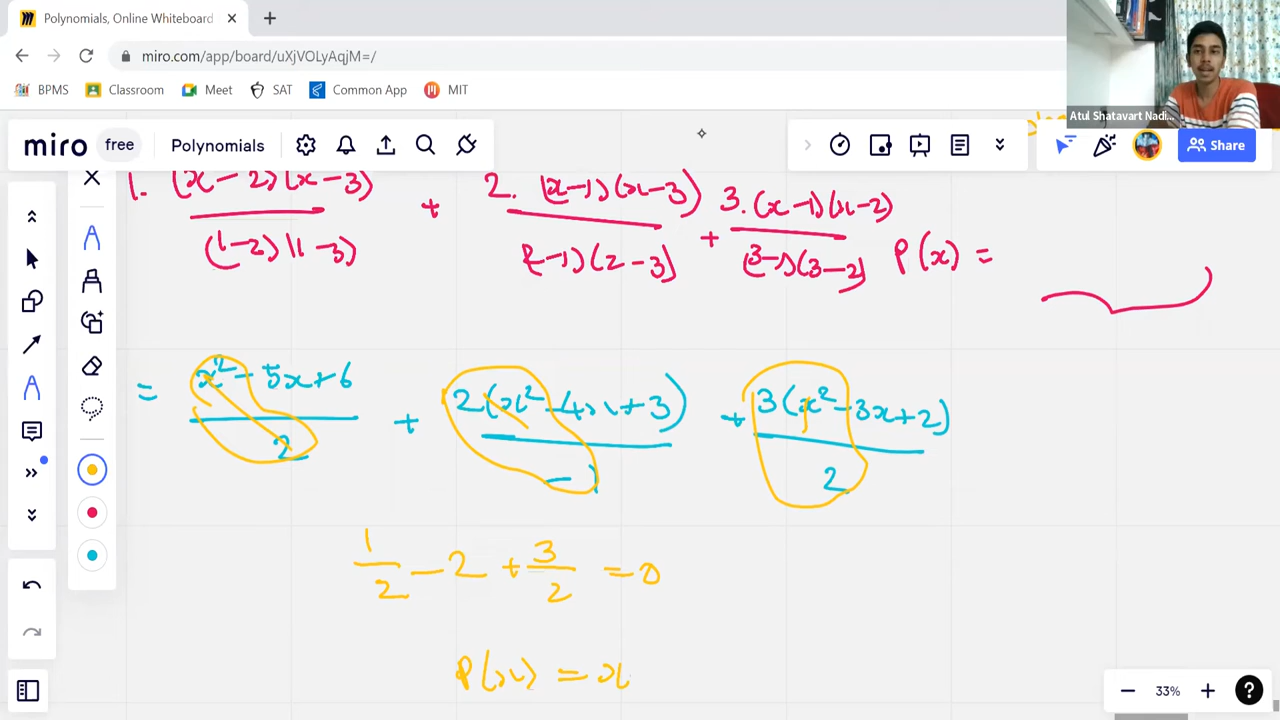 Polynomials, Online Whiteboard
miro.com/app/board/uXjVOLyAqjM=/
BPMS Classroom Meet SAT Common App MIT
Atul Shatavart Nadi...
miro free Polynomials
Share
1. (x-2)(x-3) + 2. (x-1)(x-3) + 3. (x-1)(x-2) P(x) =
(1-2)(1-3) (2-1)(2-3) (3-1)(3-2)
= x² - 5x + 6 + 2(x² - 4x + 3) + 3(x² - 3x + 2)
2 -1 2
1/2 - 2 + 3/2 = 0
P(x) = x
33%